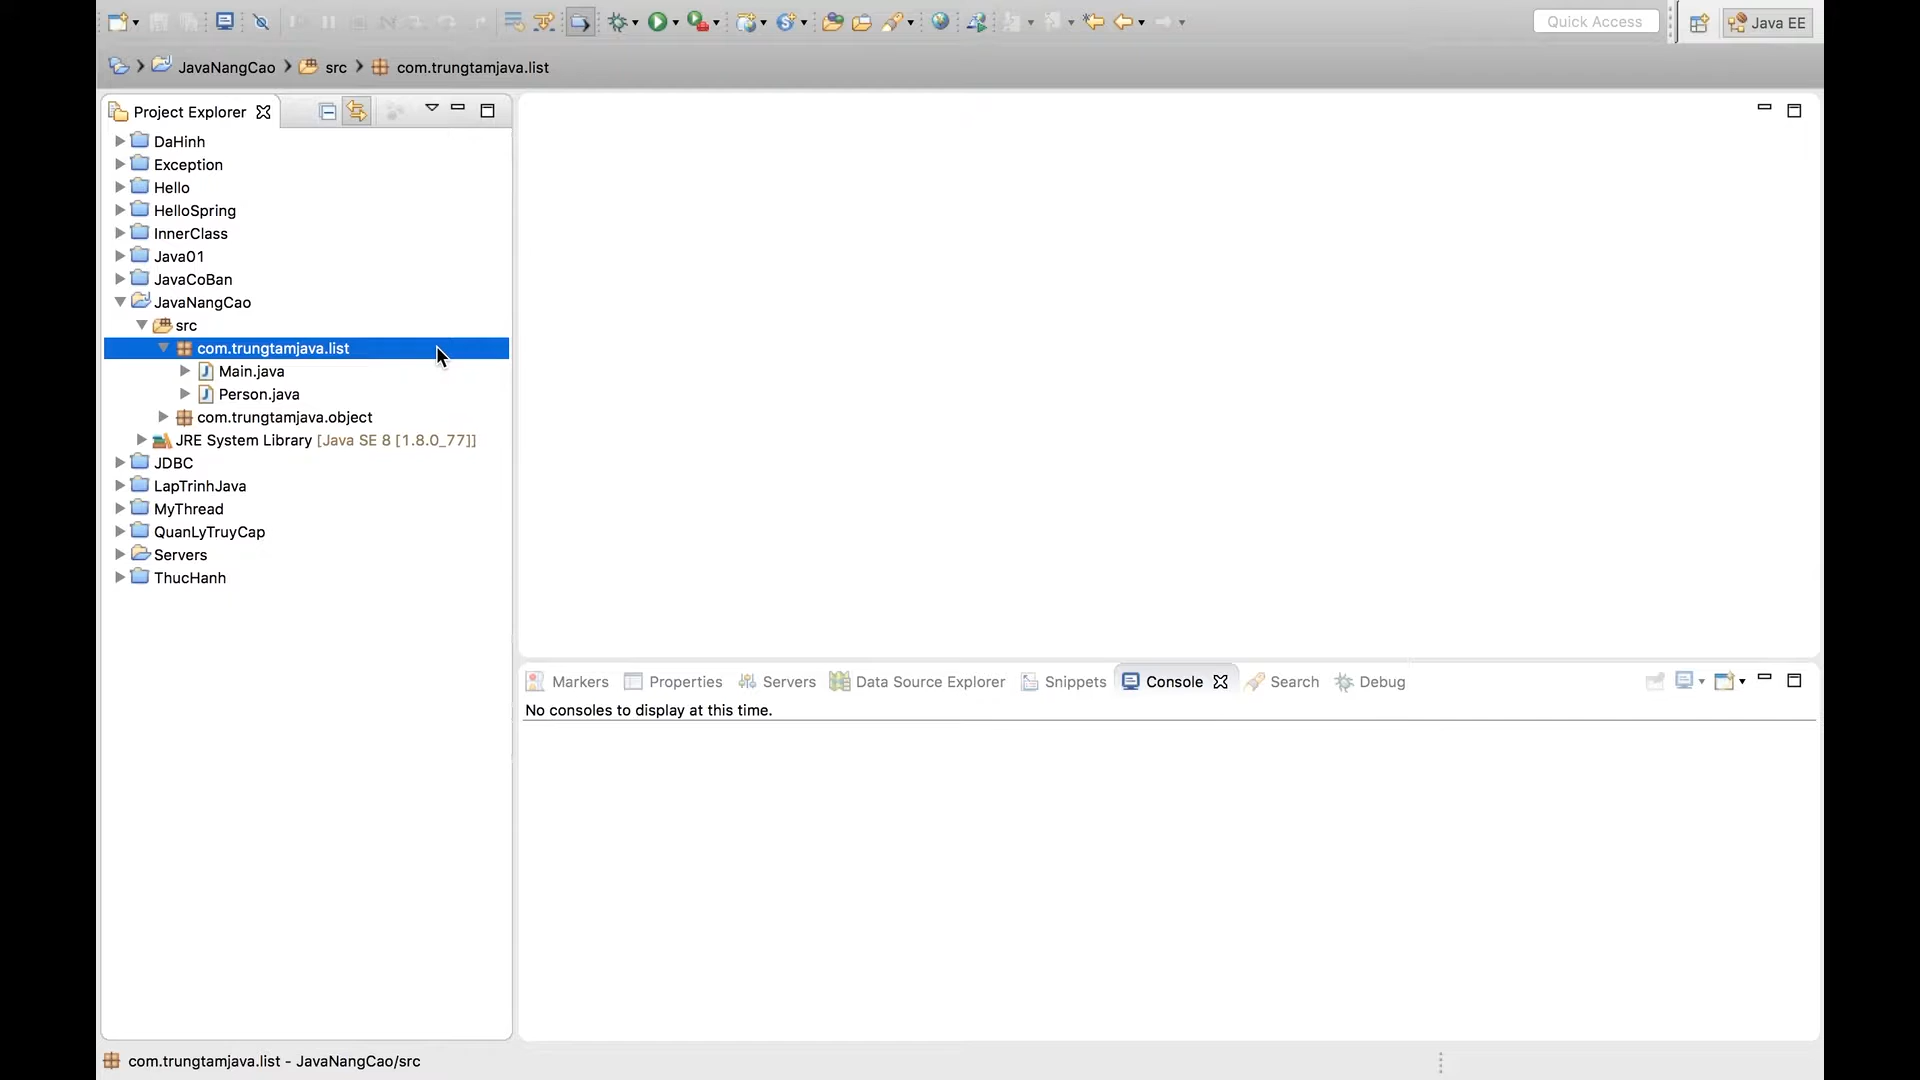 Quick Access
Java EE
JavaNangCao
src
com.trungtamjava.list
Project Explorer
DaHinh
Exception
Hello
HelloSpring
InnerClass
Java01
JavaCoBan
JavaNangCao
src
com.trungtamjava.list
Main.java
Person.java
com.trungtamjava.object
JRE System Library [Java SE 8 [1.8.0_77]]
JDBC
LapTrinhJava
MyThread
QuanLyTruyCap
Servers
ThucHanh
Markers
Properties
Servers
Data Source Explorer
Snippets
Console
Search
Debug
No consoles to display at this time.
com.trungtamjava.list - JavaNangCao/src